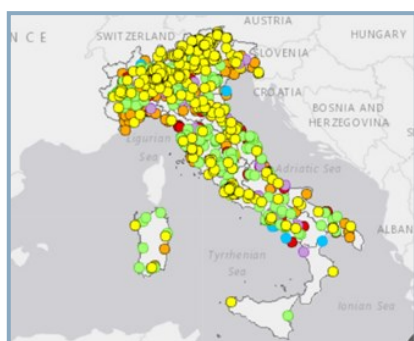 AUSTRIA
SWITZERLAND
HUNGARY
N C E
SLOVENIA
CROATIA
BOSNIA AND
HERZEGOVINA
Ligurian
Sea
Adriatic Sea
ALBAN
Tyrrhenian
Sea
Ionian Sea